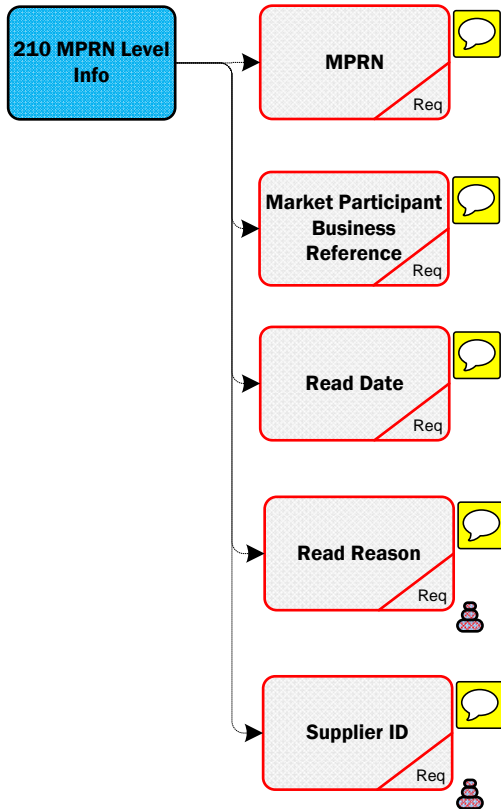 210 MPRN Level
Info
MPRN
Req
Market Participant
Business
Reference
Req
Read Date
Req
Read Reason
Req
Supplier ID
Req